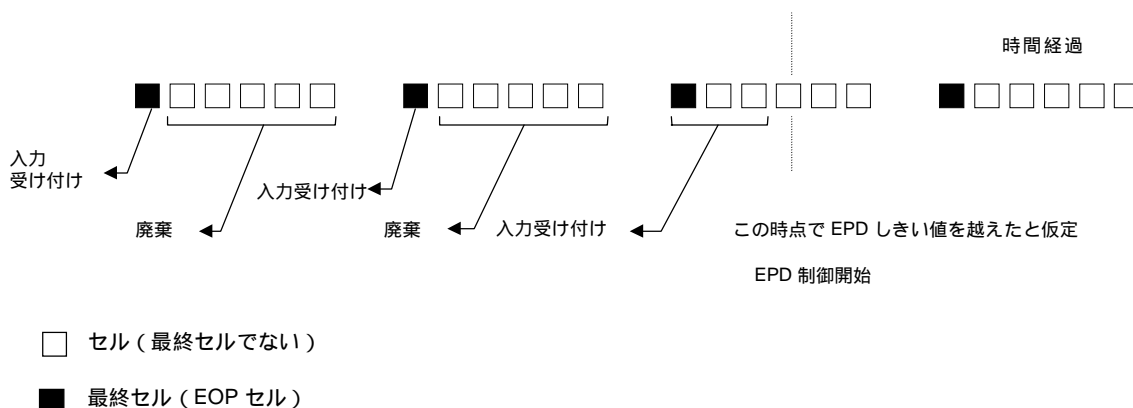 時間経過
入力
受け付け
入力受け付け
廃棄
廃棄
入力受け付け
この時点で EPD しきい値を越えたと仮定
EPD 制御開始
セル ( 最終セルでない )
最終セル ( EOP セル )